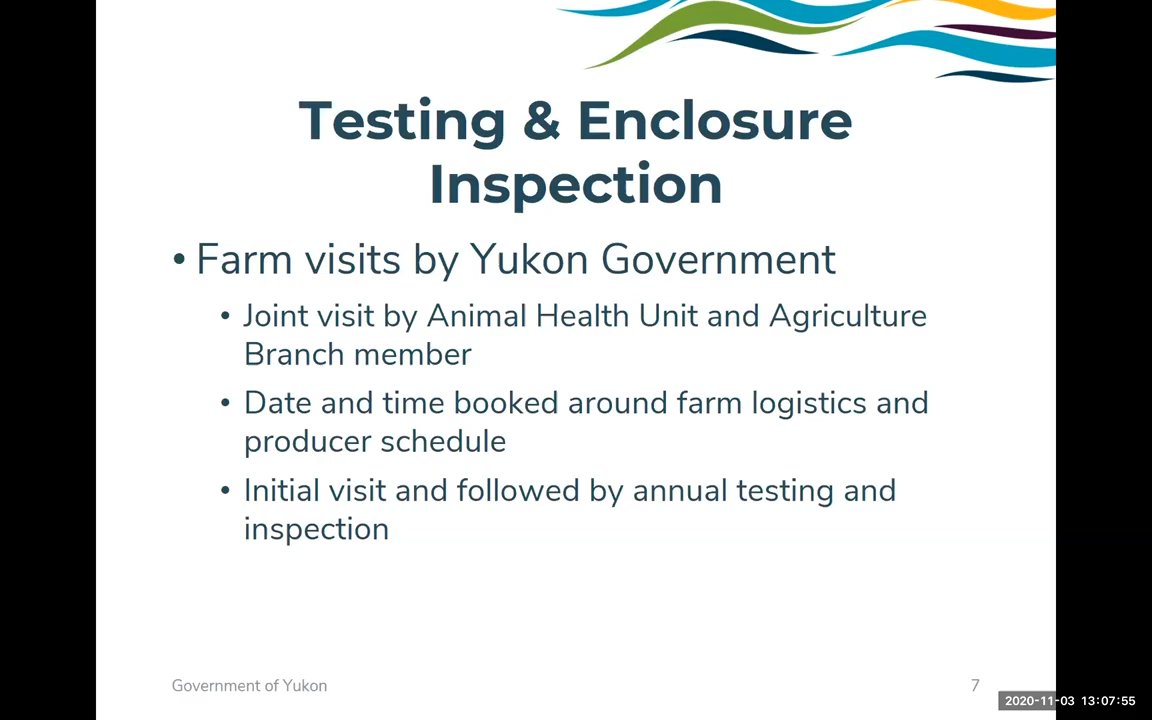 Testing & Enclosure
Inspection
• Farm visits by Yukon Government
• Joint visit by Animal Health Unit and Agriculture
Branch member
• Date and time booked around farm logistics and
producer schedule
• Initial visit and followed by annual testing and
inspection
Government of Yukon
7
2020-11-03 13:07:55